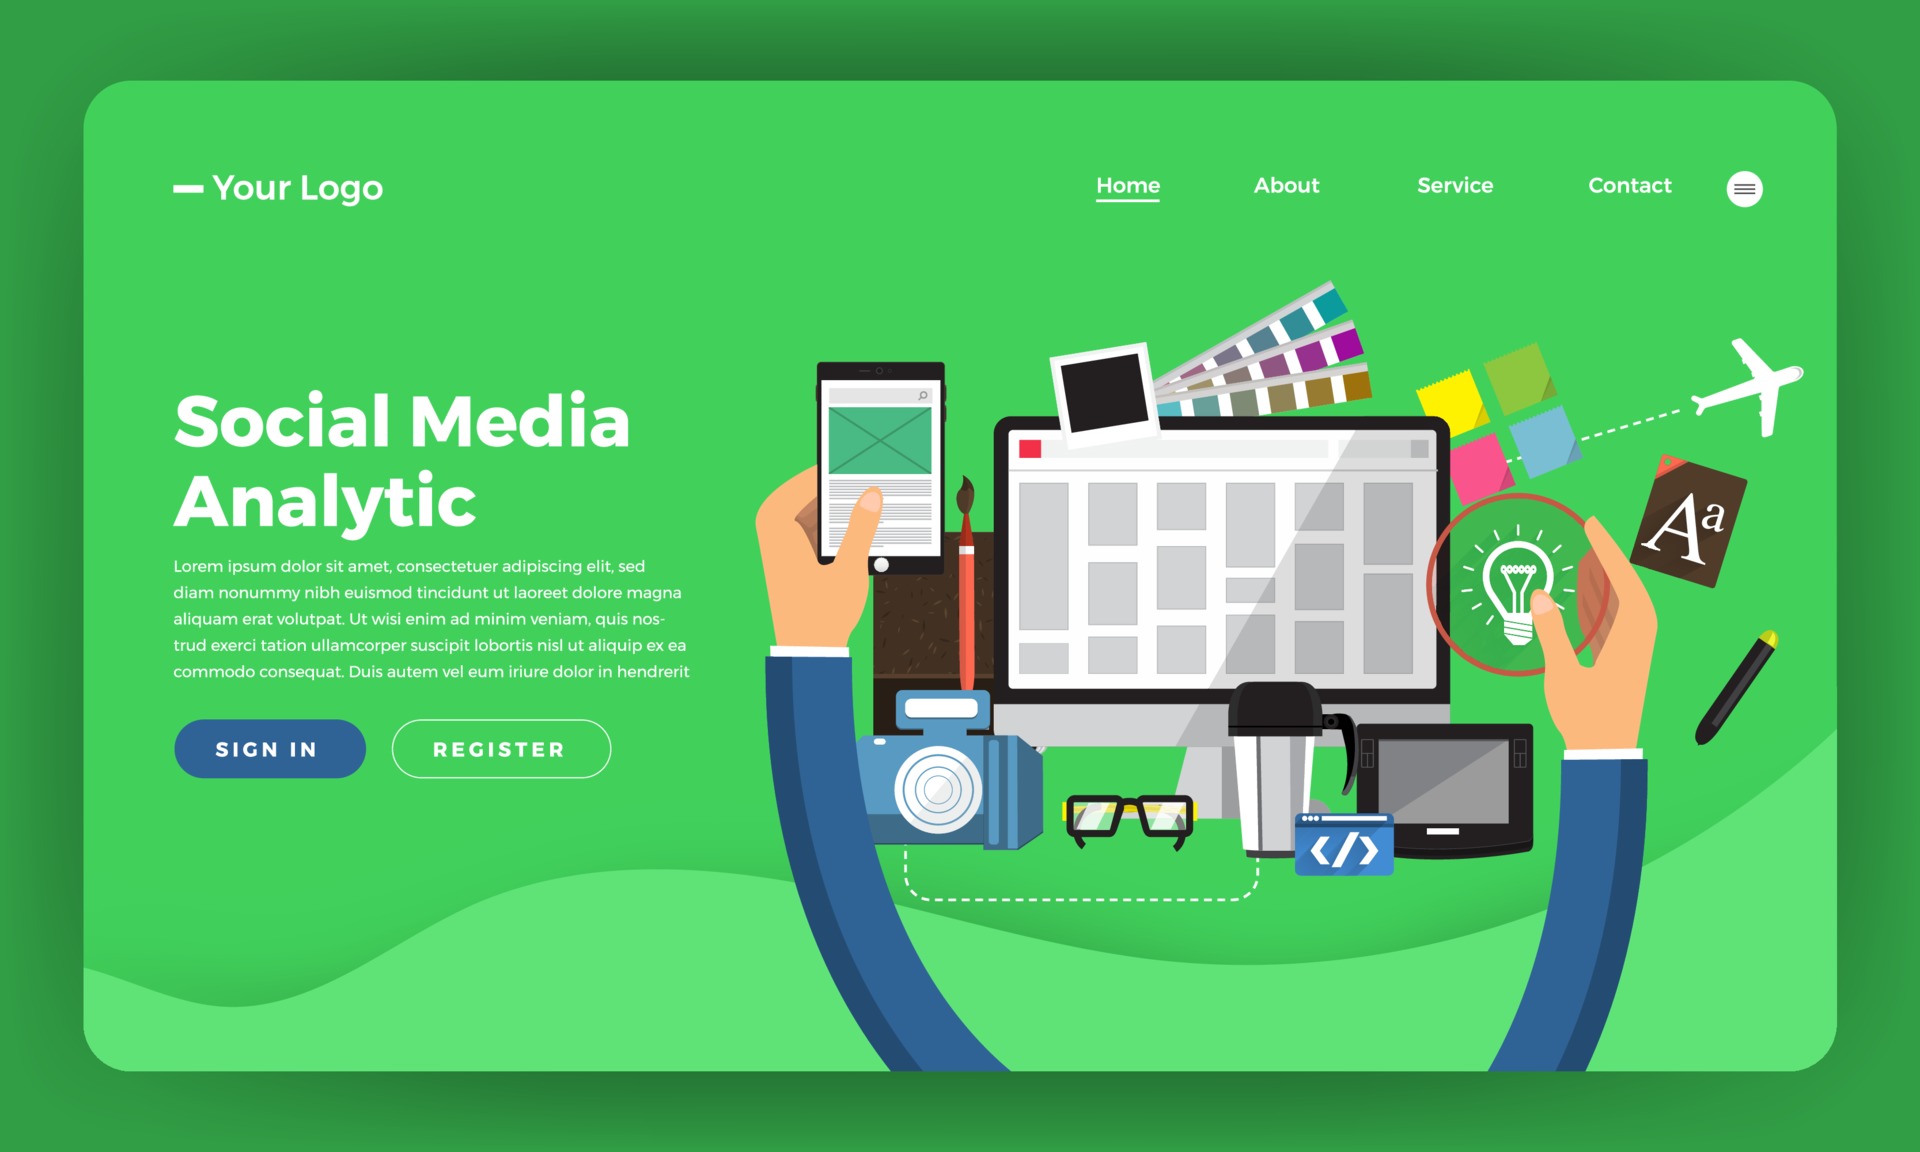 Your Logo
Home
About
Service
Contact
Social Media
Analytic
Lorem ipsum dolor sit amet, consectetuer adipiscing elit, sed
diam nonummy nibh euismod tincidunt ut laoreet dolore magna
aliquam erat volutpat. Ut wisi enim ad minim veniam, quis nos-
trud exerci tation ullamcorper suscipit lobortis nisl ut aliquip ex ea
commodo consequat. Duis autem vel eum iriure dolor in hendrerit
SIGN IN
REGISTER
Aa
</>